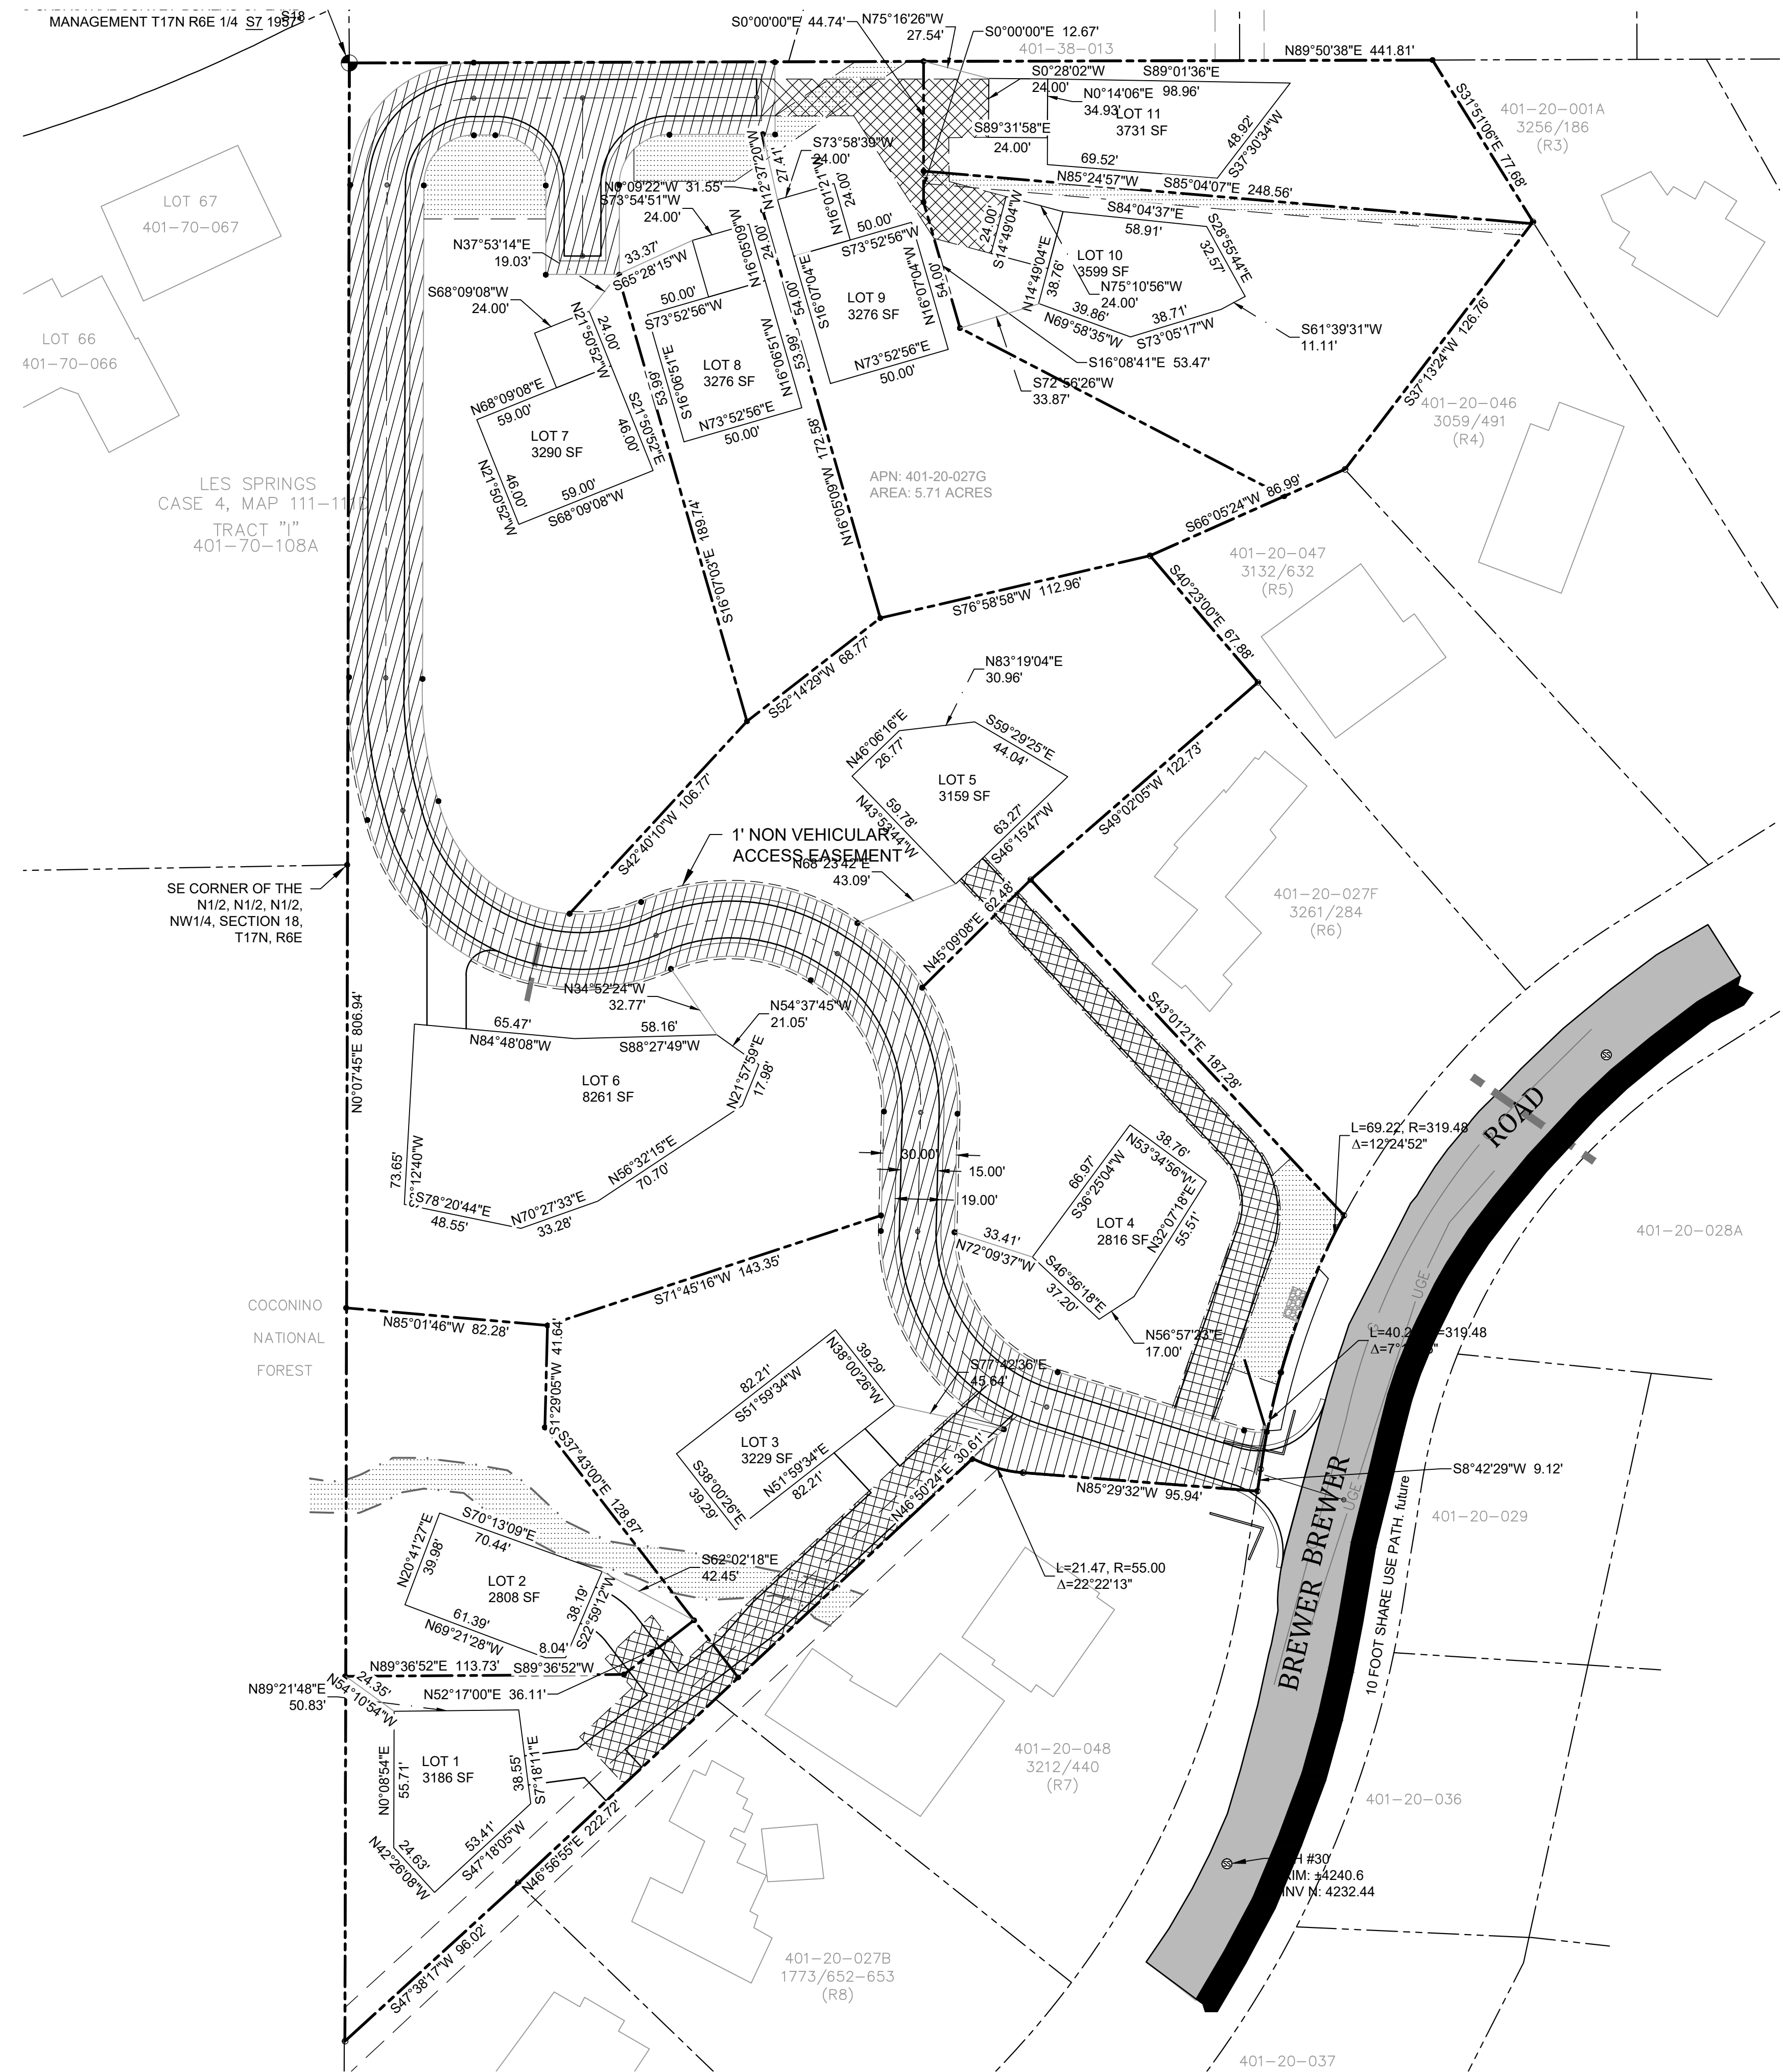 MANAGEMENT T17N R6E 1/4 S7 1957
S18
S0°00'00"E 44.74'
N75°16'26"W
27.54'
S0°00'00"E 12.67'
401-38-013
N89°50'38"E 441.81'
S0°28'02"W
24.00'
S89°01'36"E
98.96'
N0°14'06"E
34.93'
LOT 11
3731 SF
S89°31'58"E
24.00'
48.92'
S37°30'34"W
69.52'
N85°24'57"W
S85°04'07"E 248.56'
S31°51'06"E 77.68'
401-20-001A
3256/186
(R3)
LOT 67
401-70-067
LOT 66
401-70-066
S73°58'39"W
24.00'
N12°37'20"W
27.41'
N0°09'22"W 31.55'
S73°54'51"W
24.00'
N16°01'21"W
24.00'
N37°53'14"E
19.03'
33.37'
S65°28'15"W
N16°05'09"W
24.00'
50.00'
S73°52'56"W
S68°09'08"W
24.00'
50.00'
S73°52'56"W
24.00'
N21°50'52"W
S16°07'04"E
54.00'
LOT 9
3276 SF
N16°07'04"W
54.00'
N73°52'56"E
50.00'
S14°49'04"W
24.00'
S84°04'37"E
58.91'
S28°55'44"E
32.57'
LOT 10
3599 SF
N14°49'04"E
38.76'
N75°10'56"W
24.00'
39.86'
N69°58'35"W
38.71'
S73°05'17"W
S61°39'31"W
11.11'
S16°08'41"E 53.47'
S72°56'26"W
33.87'
LOT 8
3276 SF
S16°06'51"E
53.99'
N16°06'51"W
53.99'
N73°52'56"E
50.00'
N68°09'08"E
59.00'
LOT 7
3290 SF
S21°50'52"E
46.00'
46.00'
N21°50'52"W
59.00'
S68°09'08"W
S37°13'24"W 126.76'
401-20-046
3059/491
(R4)
LES SPRINGS
CASE 4, MAP 111-111D
TRACT "I"
401-70-108A
APN: 401-20-027G
AREA: 5.71 ACRES
S16°07'03"E 189.74'
N16°05'09"W 172.58'
S66°05'24"W 86.99'
401-20-047
3132/632
(R5)
S40°23'00"E 67.88'
S76°58'58"W 112.96'
S52°14'29"W 68.77'
N83°19'04"E
30.96'
N46°06'16"E
26.77'
S59°29'25"E
44.04'
LOT 5
3159 SF
59.78'
N43°53'44"W
63.27'
S46°15'47"W
S49°02'05"W 122.73'
S42°40'10"W 106.77'
1' NON VEHICULAR
ACCESS EASEMENT
N68°23'42"E
43.09'
SE CORNER OF THE
N1/2, N1/2, N1/2,
NW1/4, SECTION 18,
T17N, R6E
N45°09'08"E 62.48'
401-20-027F
3261/284
(R6)
N0°07'45"E 806.94'
N34°52'24"W
32.77'
N54°37'45"W
21.05'
65.47'
N84°48'08"W
58.16'
S88°27'49"W
N21°57'59"E
17.98'
LOT 6
8261 SF
S43°01'21"E 187.28'
73.65'
S78°20'44"E
48.55'
N70°27'33"E
33.28'
N56°32'15"E
70.70'
30.00'
15.00'
19.00'
38.76'
N53°34'56"W
66.97'
S36°25'04"W
LOT 4
2816 SF
N32°07'18"E
55.51'
33.41'
N72°09'37"W
S46°56'18"E
37.20'
N56°57'23"E
17.00'
L=69.22, R=319.48
Δ=12°24'52"
ROAD
401-20-028A
UGE
G
COCONINO
NATIONAL
FOREST
N85°01'46"W 82.28'
S71°45'16"W 143.35'
S1°29'05"W 41.64'
S37°43'00"E 128.87'
82.21'
S51°59'34"W
39.29'
N38°00'26"W
S77°42'36"E
45.64'
LOT 3
3229 SF
S38°00'26"E
39.29'
N51°59'34"E
82.21'
N46°50'24"E 30.61'
N85°29'32"W 95.94'
S8°42'29"W 9.12'
401-20-029
L=21.47, R=55.00
Δ=22°22'13"
UGE
BREWER BREWER
10 FOOT SHARE USE PATH. future
S70°13'09"E
70.44'
N20°41'27"E
39.98'
LOT 2
2808 SF
38.19'
S22°59'12"W
61.39'
N69°21'28"W
8.04'
S89°36'52"W
S62°02'18"E
42.45'
N89°36'52"E 113.73'
N52°17'00"E 36.11'
24.35'
N54°10'54"W
N89°21'48"E
50.83'
LOT 1
3186 SF
N0°08'54"E
55.71'
38.55'
S7°18'11"E
24.63'
N42°26'08"W
53.41'
S47°18'05"W
N46°56'55"E 222.72'
S47°38'17"W 96.02'
401-20-048
3212/440
(R7)
401-20-036
#30
RIM: ±4240.6
INV N: 4232.44
401-20-027B
1773/652-653
(R8)
401-20-037